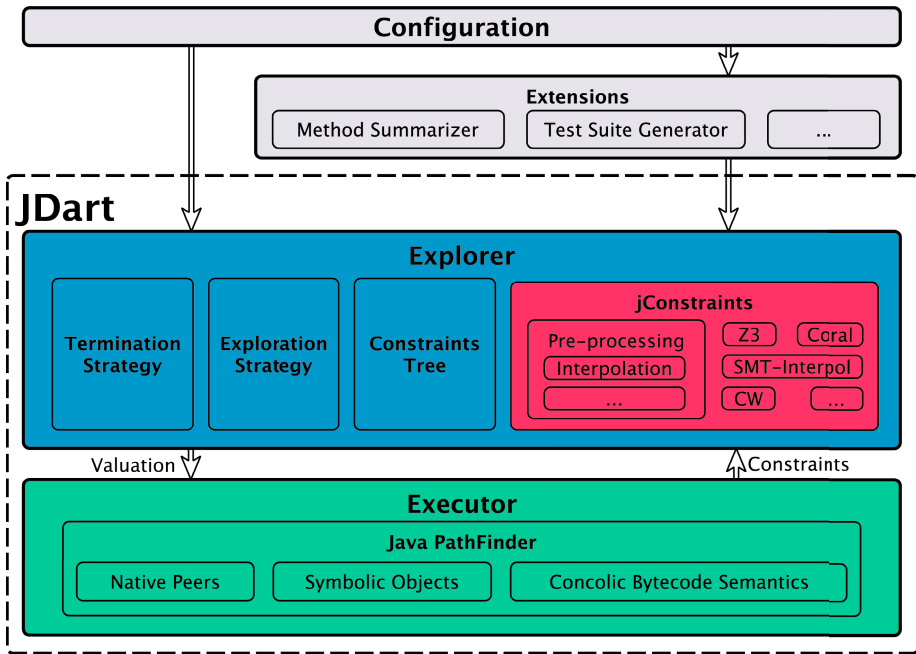 Configuration
Extensions
Method Summarizer
Test Suite Generator
...
JDart
Explorer
Termination
Strategy
Exploration
Strategy
Constraints
Tree
jConstraints
Pre-processing
Interpolation
...
Z3
Coral
SMT-Interpol
CW
...
Valuation
Constraints
Executor
Java PathFinder
Native Peers
Symbolic Objects
Concolic Bytecode Semantics